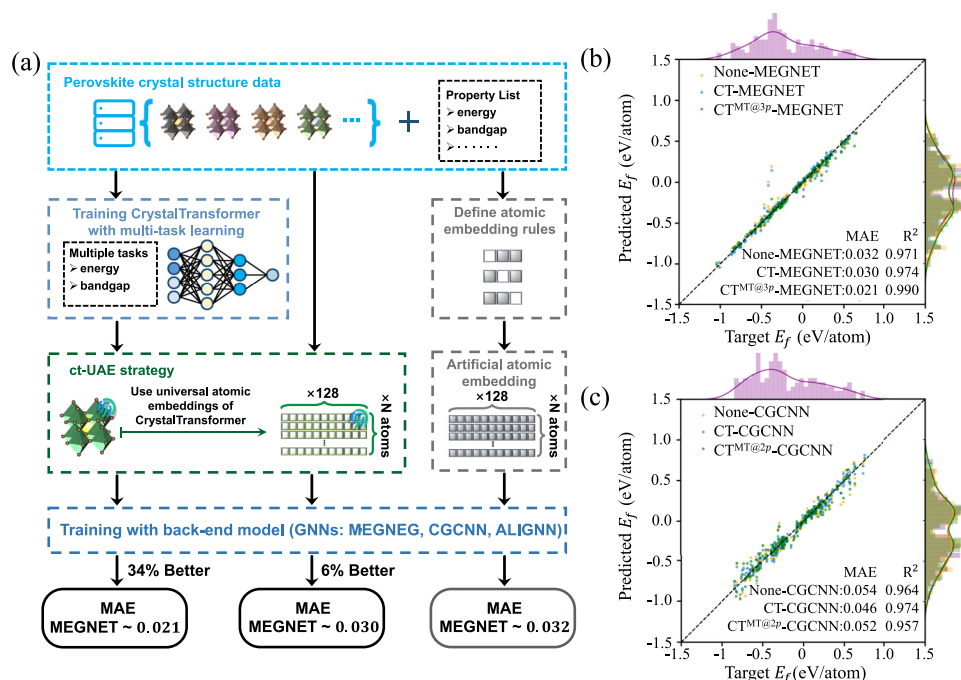 (a)
Perovskite crystal structure data
Property List
➢ energy
➢ bandgap
➢ · · · · · ·
Training CrystalTransformer
with multi-task learning
Multiple tasks
➢ energy
➢ bandgap
Define atomic
embedding rules
ct-UAE strategy
Use universal atomic
embeddings of
CrystalTransformer
×128
×N atoms
Artificial atomic
embedding
×128
×N atoms
Training with back-end model (GNNs: MEGNEG, CGCNN, ALIGNN)
34% Better
6% Better
MAE
MEGNET ~ 0.021
MAE
MEGNET ~ 0.030
MAE
MEGNET ~ 0.032
(b)
None-MEGNET
CT-MEGNET
CT^MT@3p-MEGNET
MAE R²
None-MEGNET:0.032 0.971
CT-MEGNET:0.030 0.974
CT^MT@3p-MEGNET:0.021 0.990
Predicted E_f (eV/atom)
1.5
1.0
0.5
0.0
-0.5
-1.0
-1.5
-1.5 -1 -0.5 0 0.5 1.0 1.5
Target E_f (eV/atom)
(c)
None-CGCNN
CT-CGCNN
CT^MT@2p-CGCNN
MAE R²
None-CGCNN:0.054 0.964
CT-CGCNN:0.046 0.974
CT^MT@2p-CGCNN:0.052 0.957
Predicted E_f (eV/atom)
1.5
1.0
0.5
0.0
-0.5
-1.0
-1.5
-1.5 -1 -0.5 0 0.5 1.0 1.5
Target E_f (eV/atom)